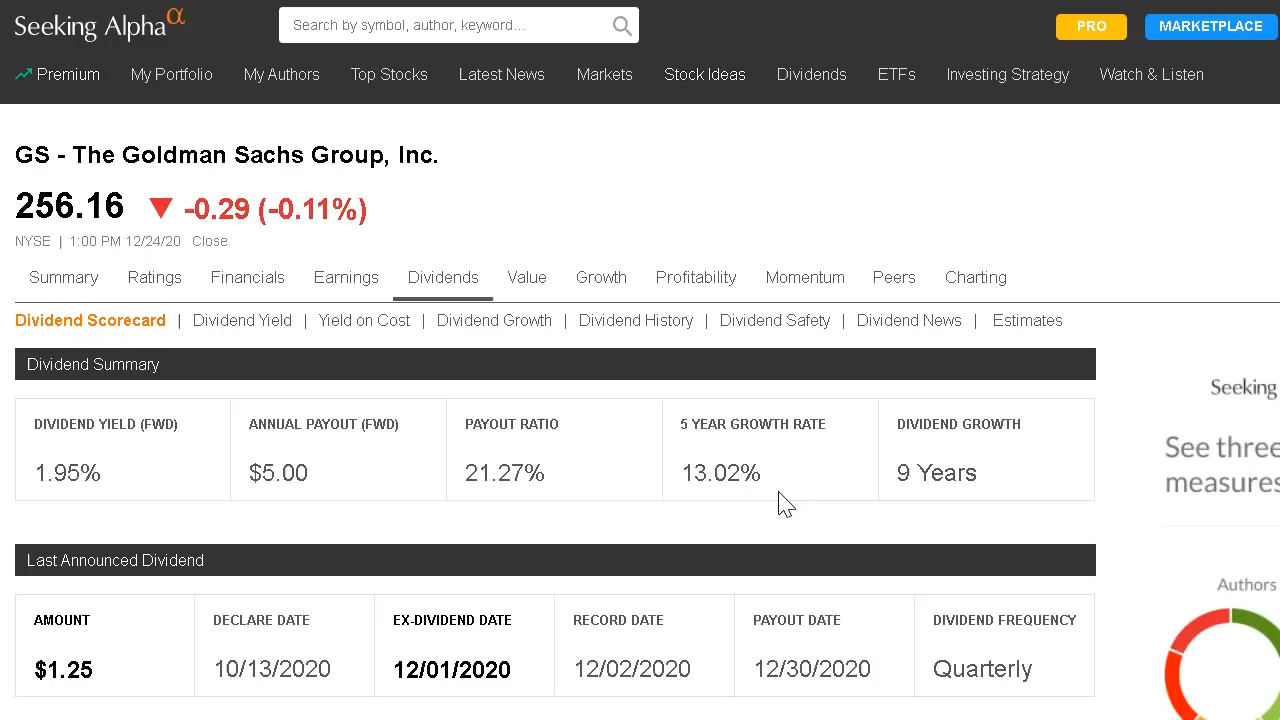 Seeking Alpha α
Search by symbol, author, keyword...
PRO
MARKETPLACE
Premium My Portfolio My Authors Top Stocks Latest News Markets Stock Ideas Dividends ETFs Investing Strategy Watch & Listen
GS - The Goldman Sachs Group, Inc.
256.16 -0.29 (-0.11%)
NYSE | 1:00 PM 12/24/20 Close
Summary Ratings Financials Earnings Dividends Value Growth Profitability Momentum Peers Charting
Dividend Scorecard | Dividend Yield | Yield on Cost | Dividend Growth | Dividend History | Dividend Safety | Dividend News | Estimates
Dividend Summary
DIVIDEND YIELD (FWD) ANNUAL PAYOUT (FWD) PAYOUT RATIO 5 YEAR GROWTH RATE DIVIDEND GROWTH
1.95% $5.00 21.27% 13.02% 9 Years
Last Announced Dividend
AMOUNT DECLARE DATE EX-DIVIDEND DATE RECORD DATE PAYOUT DATE DIVIDEND FREQUENCY
$1.25 10/13/2020 12/01/2020 12/02/2020 12/30/2020 Quarterly
Seeking
See three
measures
Authors